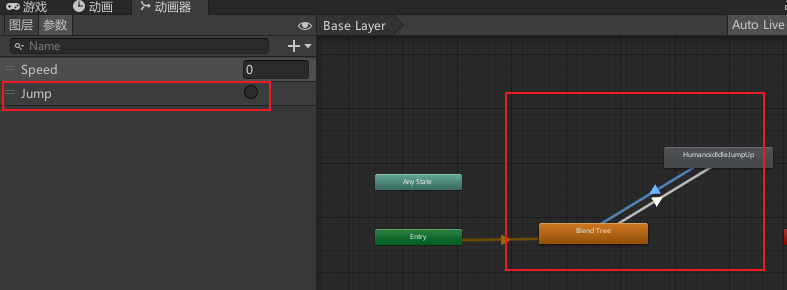 游戏 动画 动画器
图层 参数
Base Layer
Auto Live
Name
Speed 0
Jump
HumanoidIdleJumpUp
Any State
Blend Tree
Entry